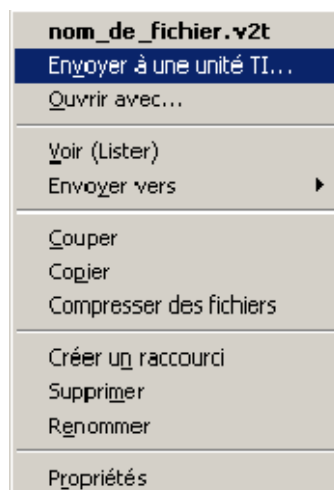 nom_de_fichier.v2t
Envoyer à une unité TI...
Ouvrir avec...
Voir (Lister)
Envoyer vers
Couper
Copier
Compresser des fichiers
Créer un raccourci
Supprimer
Renommer
Propriétés